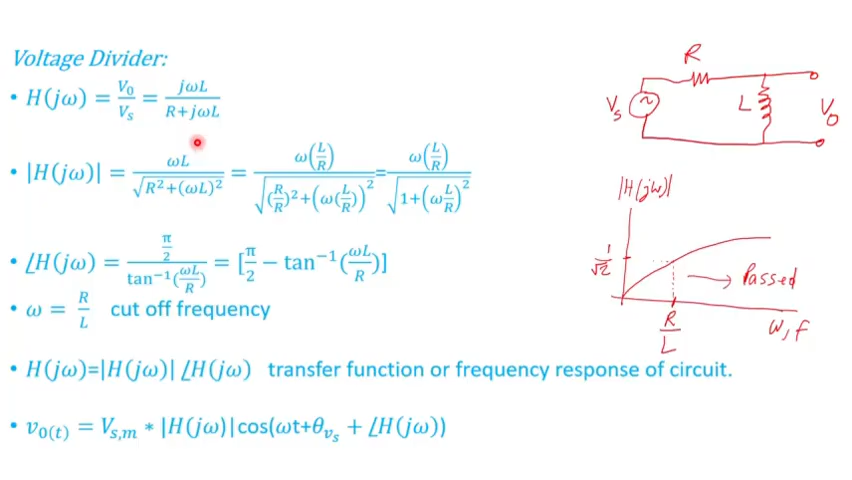 Voltage Divider:
• H(jω) = V₀/Vₛ = jωL/(R+jωL)
• |H(jω)| = ωL/√(R²+(ωL)²) = ω(L/R)/√((R/R)²+(ω(L/R))²) = ω(L/R)/√(1+(ωL/R)²)
• ∠H(jω) = (π/2)/(tan⁻¹(ωL/R)) = [π/2 − tan⁻¹(ωL/R)]
• ω = R/L cut off frequency
• H(jω)=|H(jω)| ∠H(jω) transfer function or frequency response of circuit.
• v₀₍ₜ₎ = Vₛ,ₘ * |H(jω)|cos(ωt+θᵥₛ + ∠H(jω))
R
Vs
~
L
Vo
|H(jω)|
1/√2
Passed
R/L
ω, f